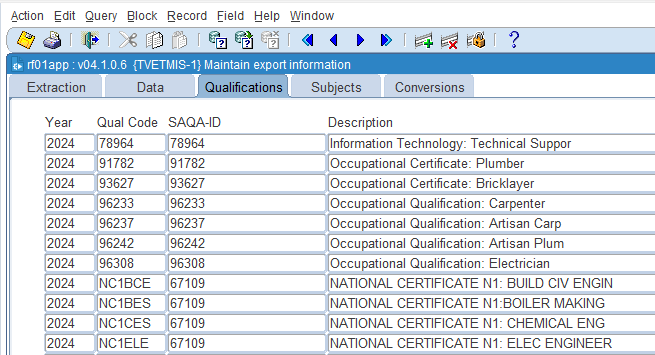 Action Edit Query Block Record Field Help Window
rf01app : v04.1.0.6 {TVETMIS-1} Maintain export information
Extraction Data Qualifications Subjects Conversions
Year Qual Code SAQA-ID Description
2024 78964 78964 Information Technology: Technical Suppor
2024 91782 91782 Occupational Certificate: Plumber
2024 93627 93627 Occupational Certificate: Bricklayer
2024 96233 96233 Occupational Qualification: Carpenter
2024 96237 96237 Occupational Qualification: Artisan Carp
2024 96242 96242 Occupational Qualification: Artisan Plum
2024 96308 96308 Occupational Qualification: Electrician
2024 NC1BCE 67109 NATIONAL CERTIFICATE N1: BUILD CIV ENGIN
2024 NC1BES 67109 NATIONAL CERTIFICATE N1:BOILER MAKING
2024 NC1CES 67109 NATIONAL CERTIFICATE N1: CHEMICAL ENG
2024 NC1ELE 67109 NATIONAL CERTIFICATE N1: ELEC ENGINEER